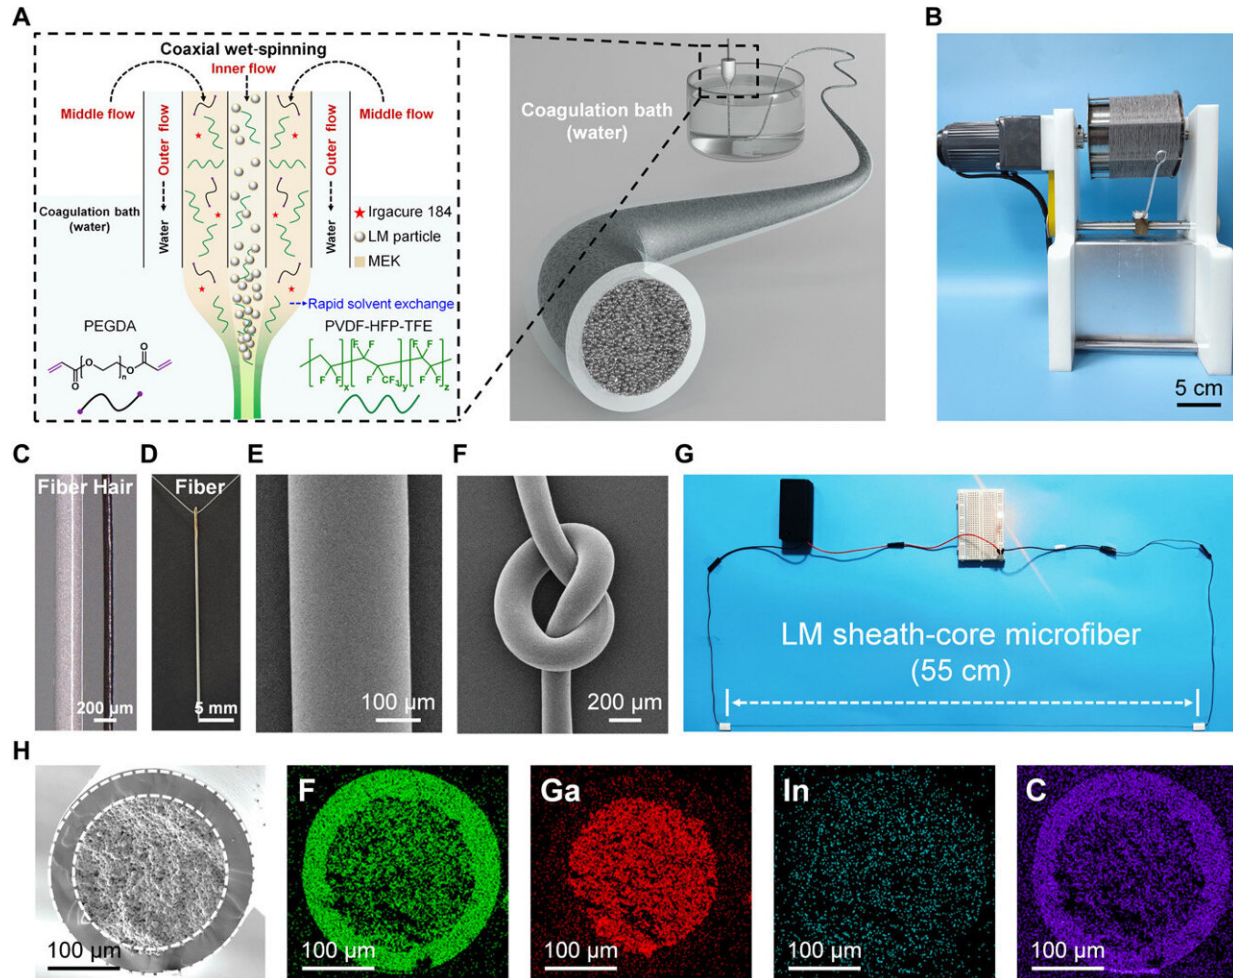 A
Coaxial wet-spinning
Inner flow
Middle flow
Middle flow
Outer flow
Outer flow
Coagulation bath
(water)
Water
Water
Irgacure 184
LM particle
MEK
Rapid solvent exchange
PEGDA
O
O
O
O
n
PVDF-HFP-TFE
F F F F
F F F CF3 F F
x y z
Coagulation bath
(water)
B
5 cm
C
Fiber Hair
200 µm
D
Fiber
5 mm
E
100 µm
F
200 µm
G
LM sheath-core microfiber
(55 cm)
H
100 µm
F
100 µm
Ga
100 µm
In
100 µm
C
100 µm